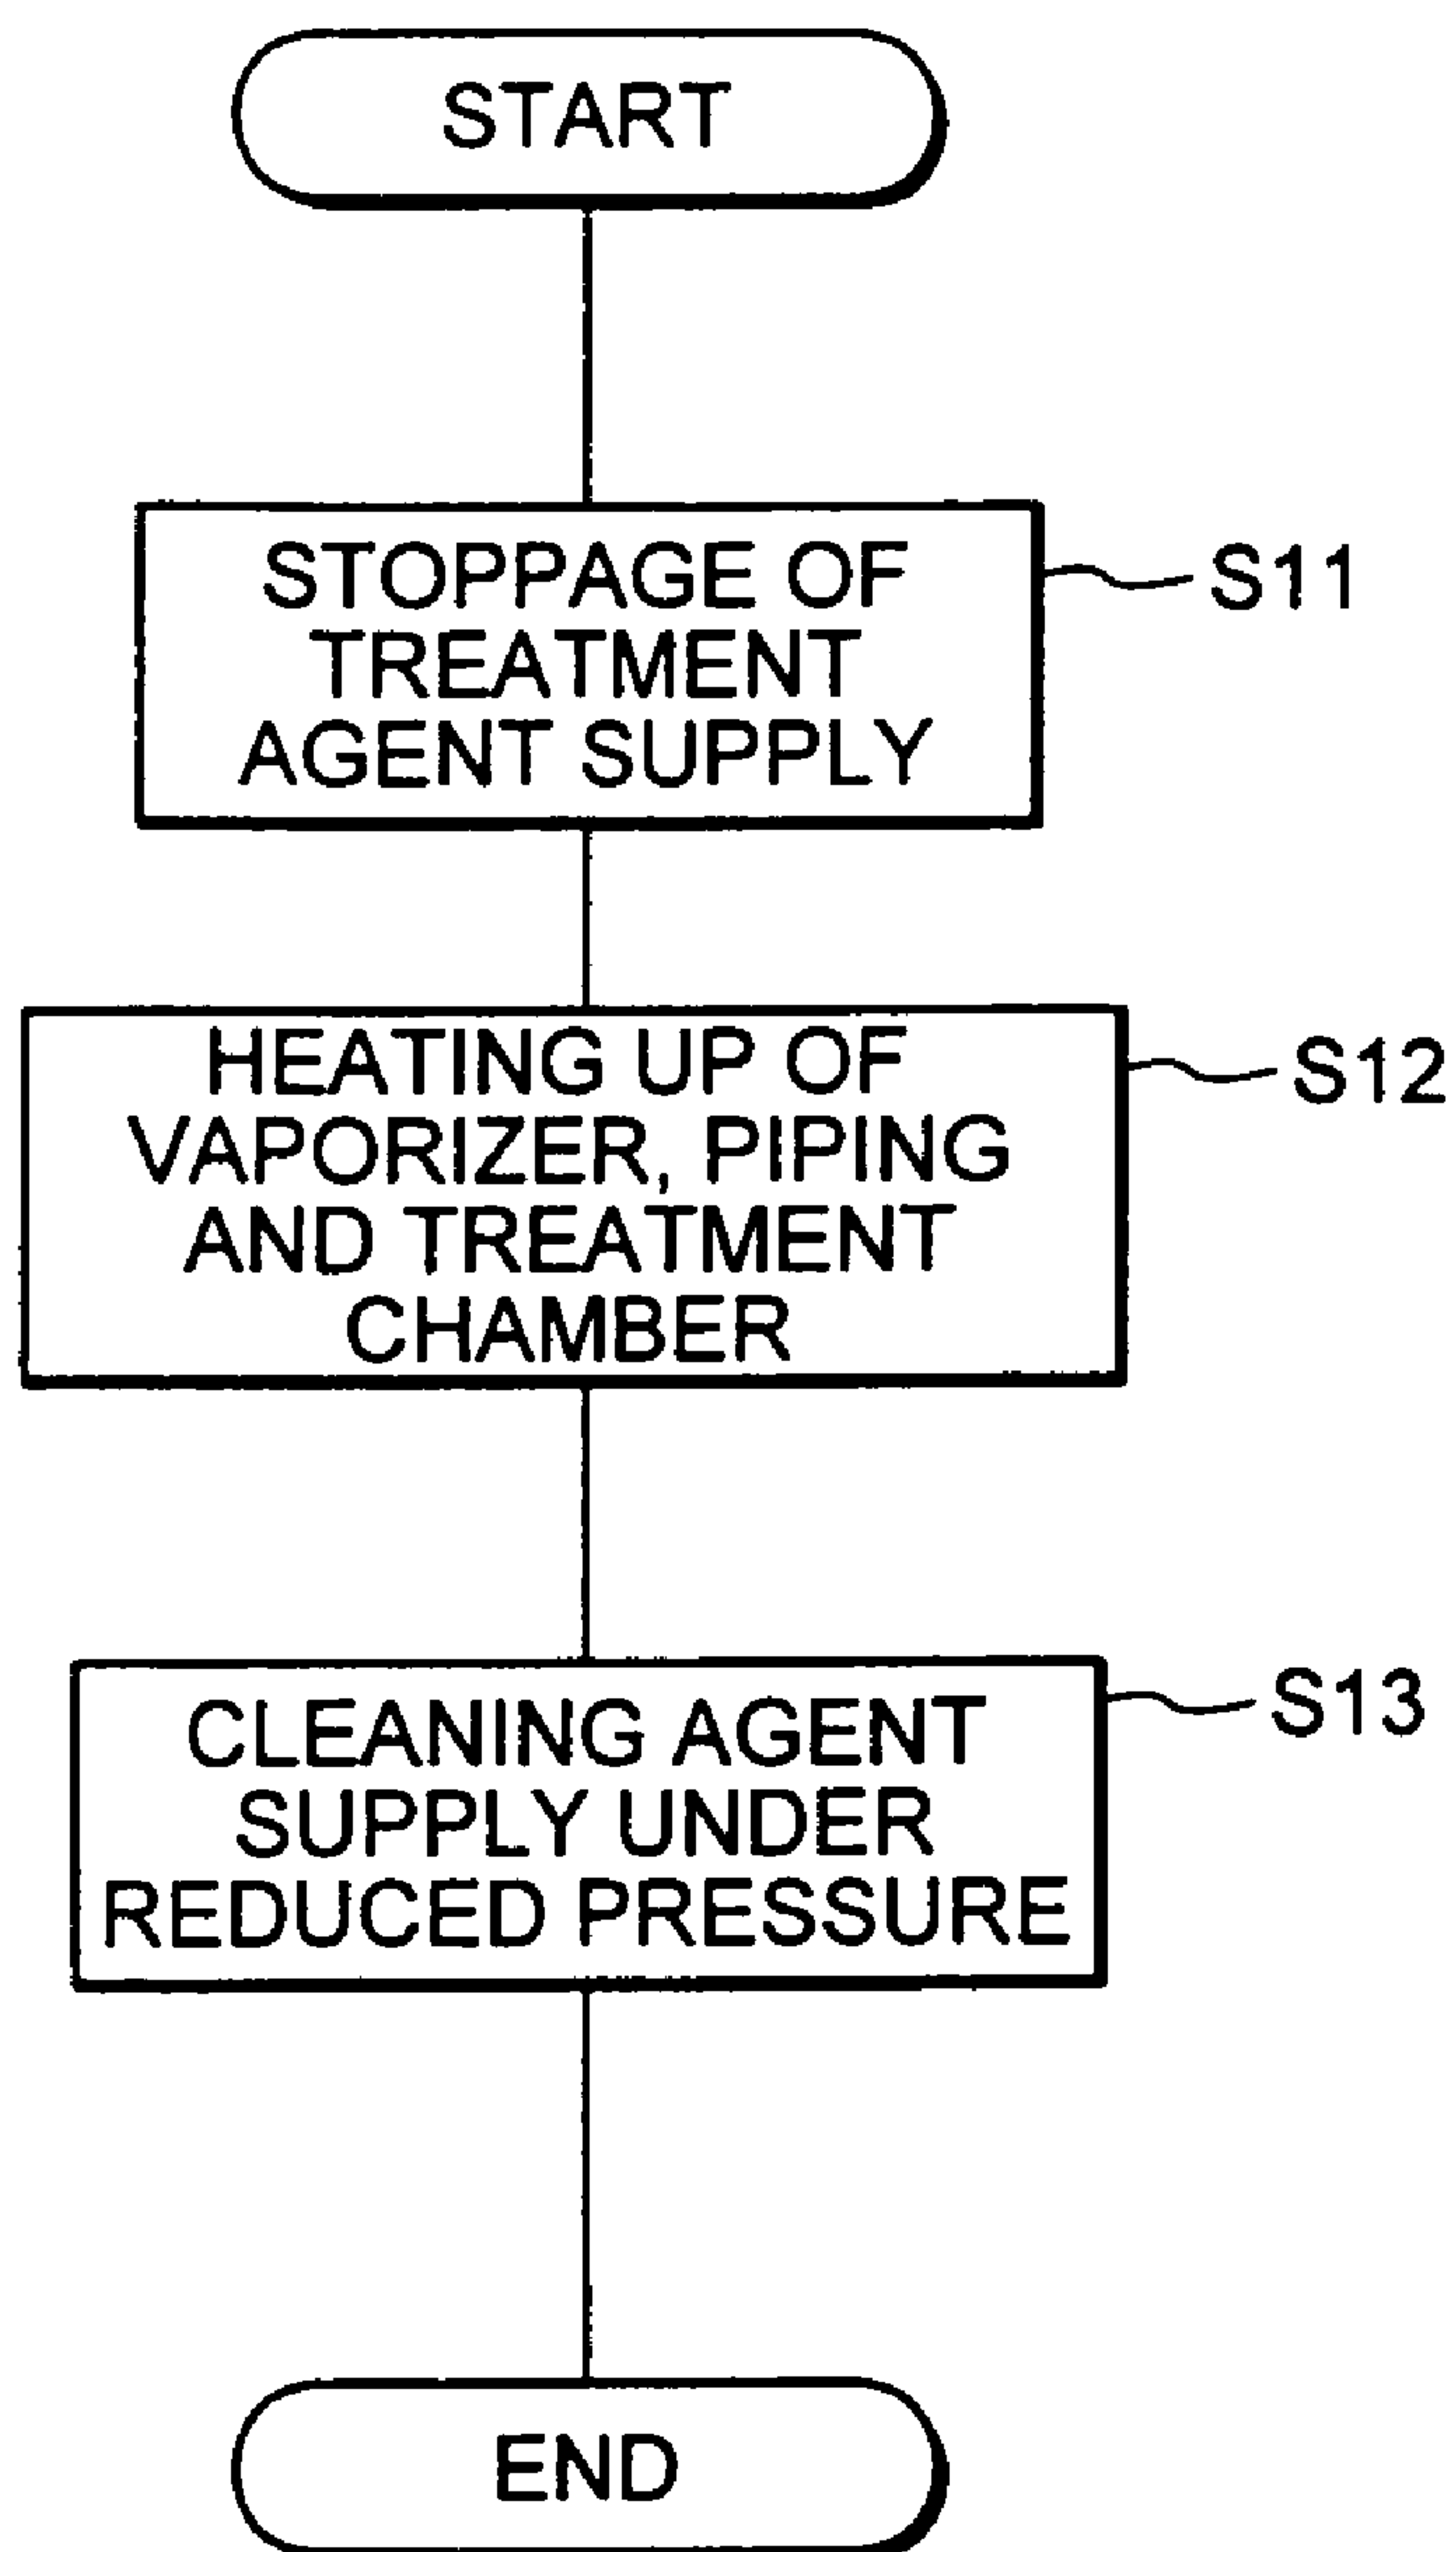 START
STOPPAGE OF
TREATMENT
AGENT SUPPLY
S11
HEATING UP OF
VAPORIZER, PIPING
AND TREATMENT
CHAMBER
S12
CLEANING AGENT
SUPPLY UNDER
REDUCED PRESSURE
S13
END